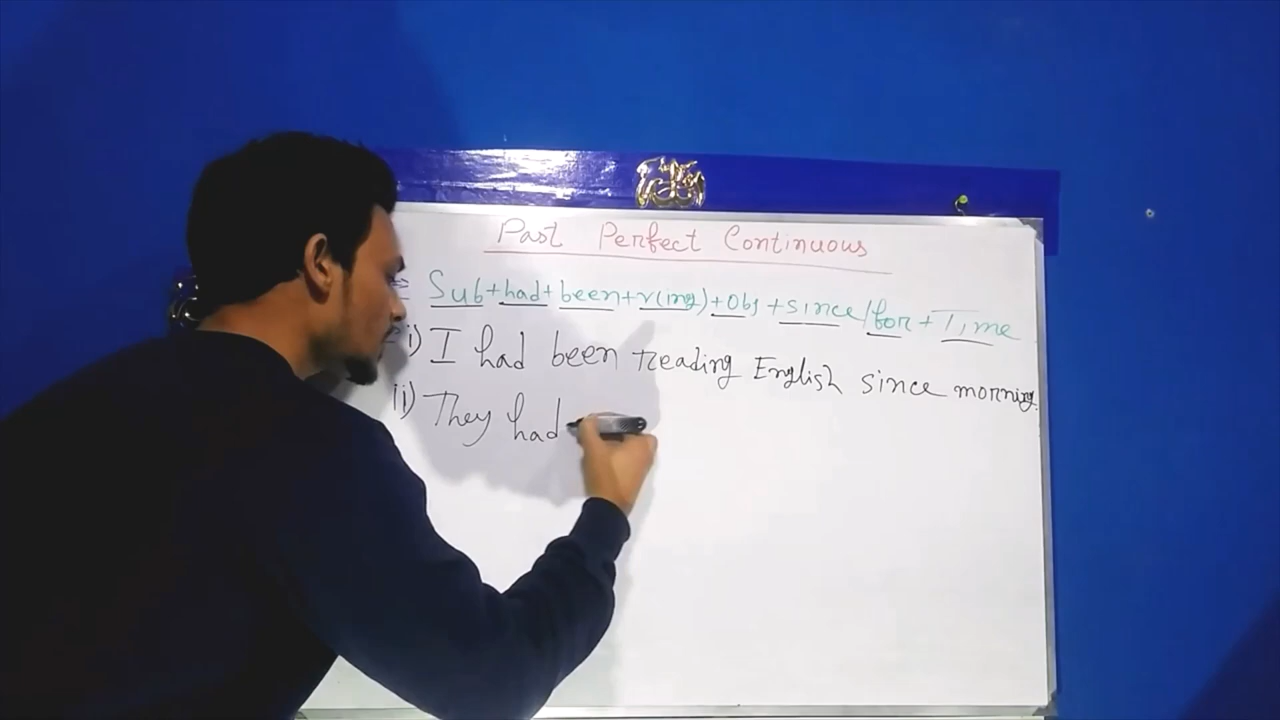 Past Perfect Continuous
⇒ Sub+had+been+v(ing)+Obj+since/for+Time
i) I had been reading English since morning.
ii) They had